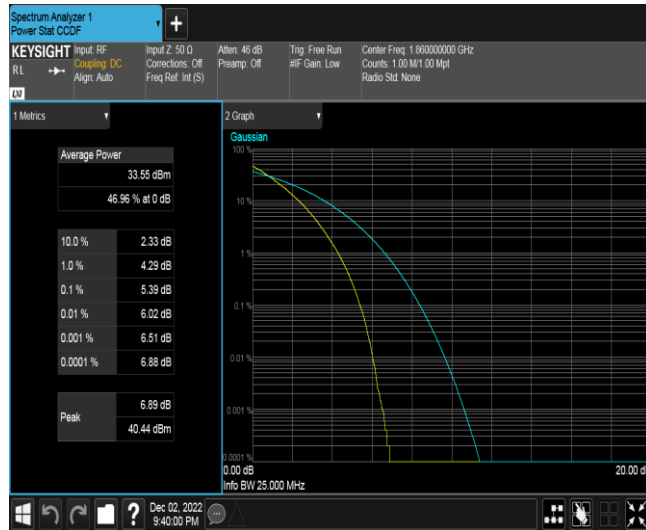 Spectrum Analyzer 1
Power Stat CCDF
KEYSIGHT
Input: RF
Coupling: DC
Align: Auto
Input Z: 50 Ω
Corrections: Off
Freq Ref: Int (S)
Atten: 46 dB
Preamp: Off
Trig: Free Run
#IF Gain: Low
Center Freq: 1.860000000 GHz
Counts: 1.00 M/1.00 Mpt
Radio Std: None
R L
LXI
1 Metrics
Average Power
33.55 dBm
46.96 % at 0 dB
10.0 % 2.33 dB
1.0 % 4.29 dB
0.1 % 5.39 dB
0.01 % 6.02 dB
0.001 % 6.51 dB
0.0001 % 6.88 dB
Peak
6.89 dB
40.44 dBm
2 Graph
Gaussian
100 %
10 %
1 %
0.1 %
0.01 %
0.001 %
0.0001 %
0.00 dB
20.00 d
Info BW 25.000 MHz
Dec 02, 2022
9:40:00 PM